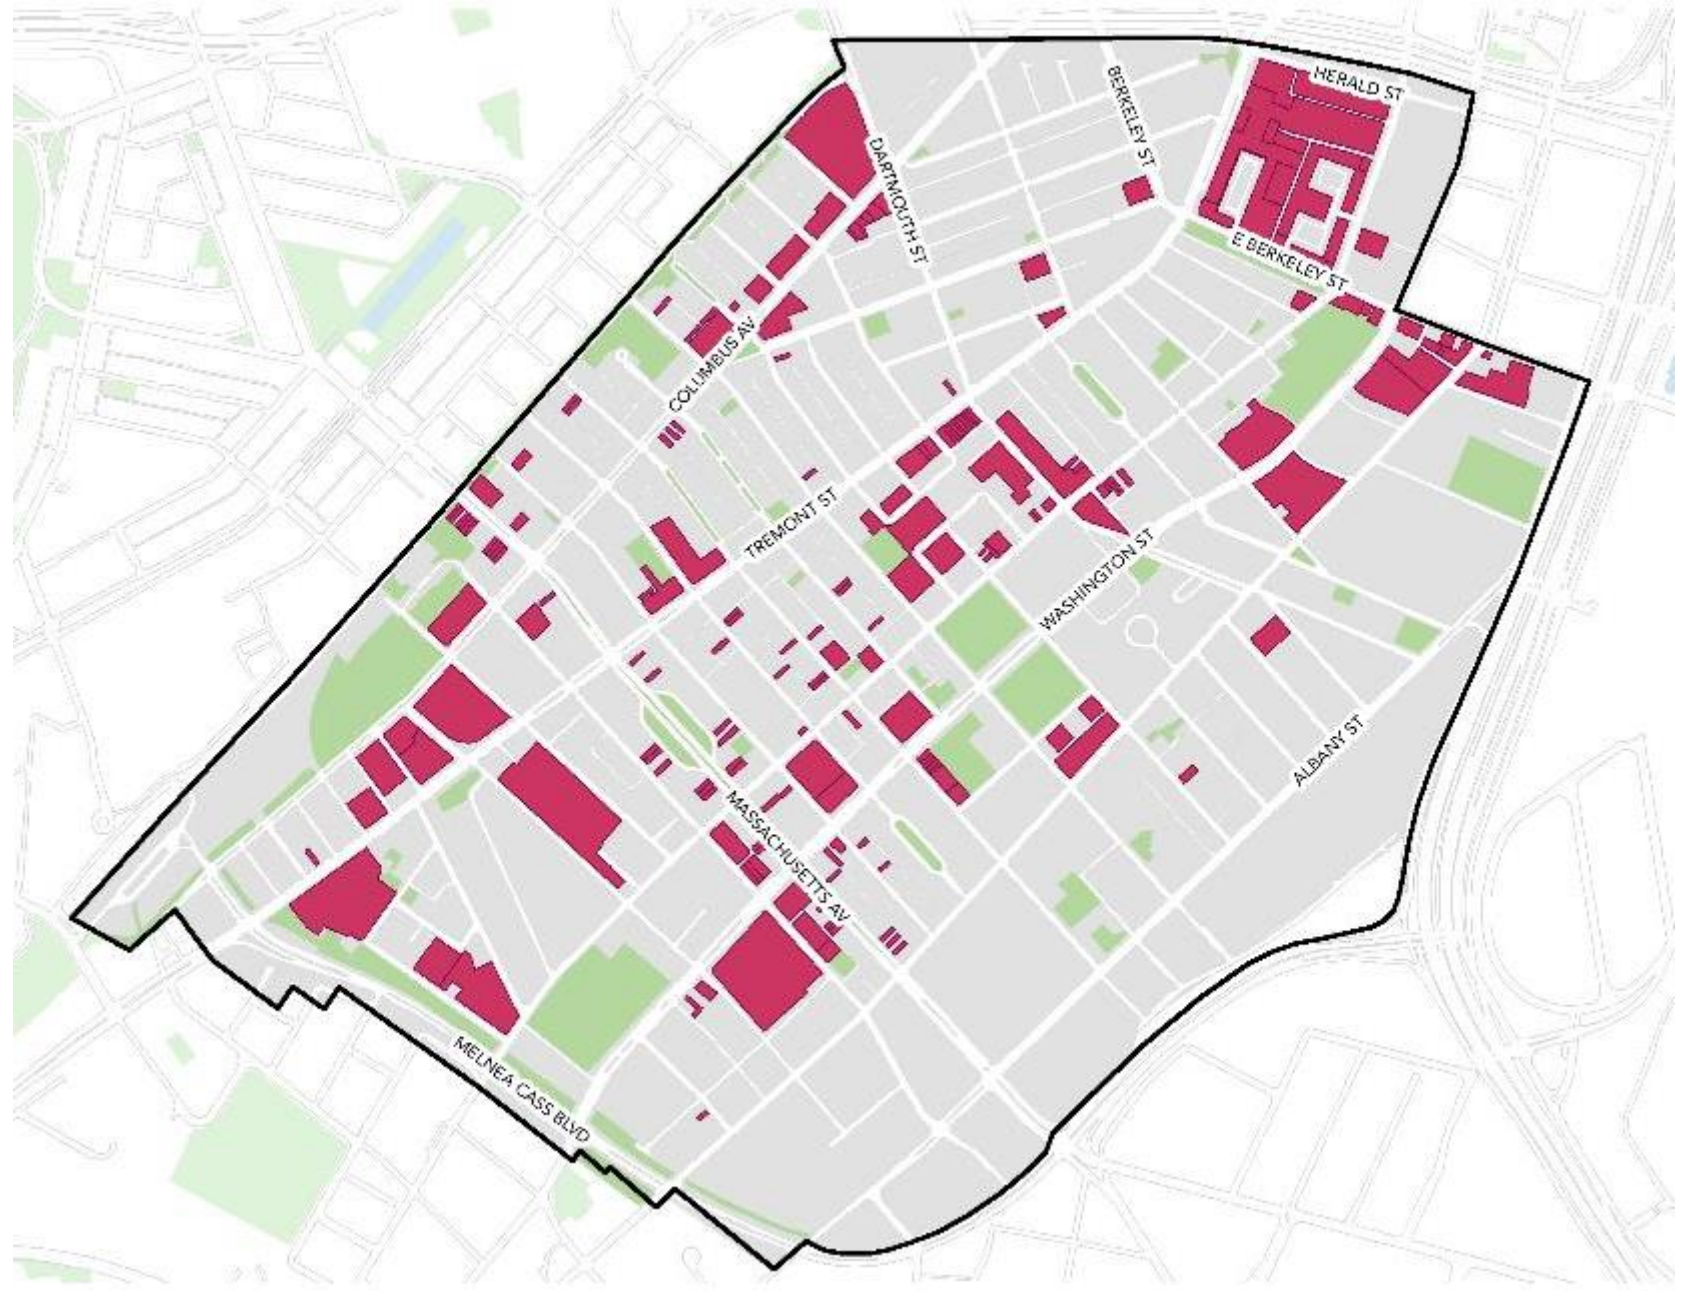 HERALD ST
BERKELEY ST
DARTMOUTH ST
E BERKELEY ST
COLUMBUS AV
TREMONT ST
WASHINGTON ST
ALBANY ST
MASSACHUSETTS AV
MELNEA CASS BLVD